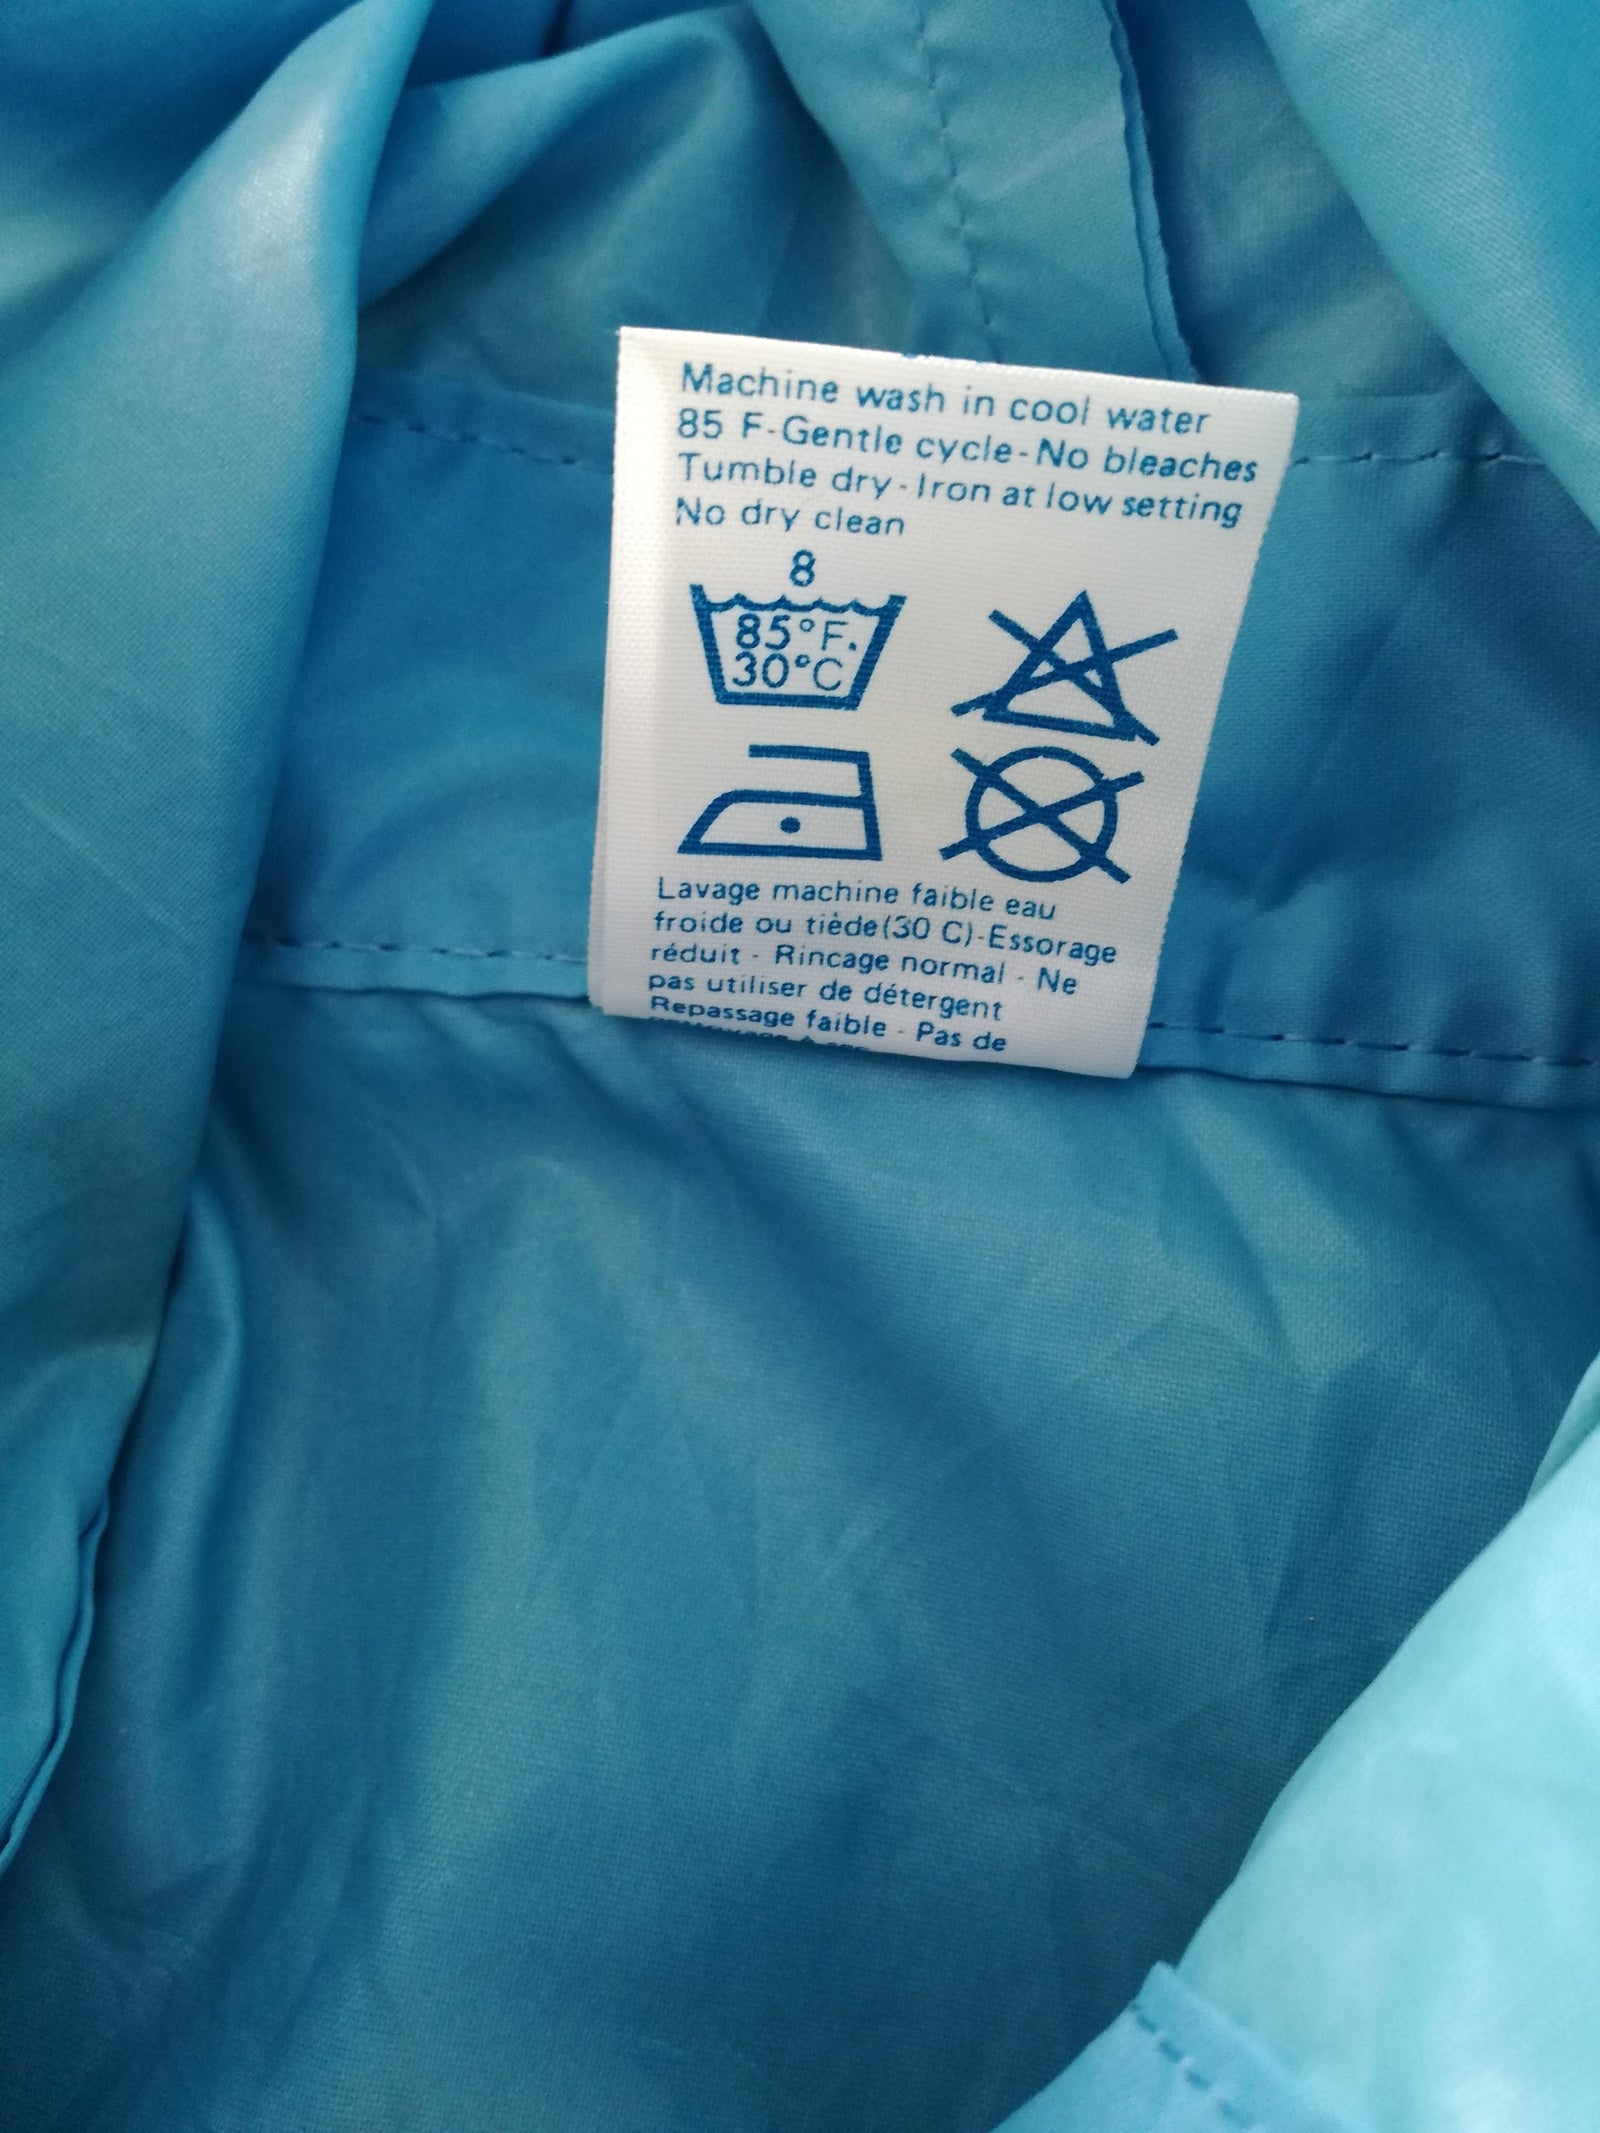 Machine wash in cool water
85 F-Gentle cycle-No bleaches
Tumble dry-Iron at low setting
No dry clean
8
85°F.
30°C
Lavage machine faible eau
froide ou tiède(30 C)-Essorage
réduit - Rincage normal - Ne
pas utiliser de détergent
Repassage faible - Pas de